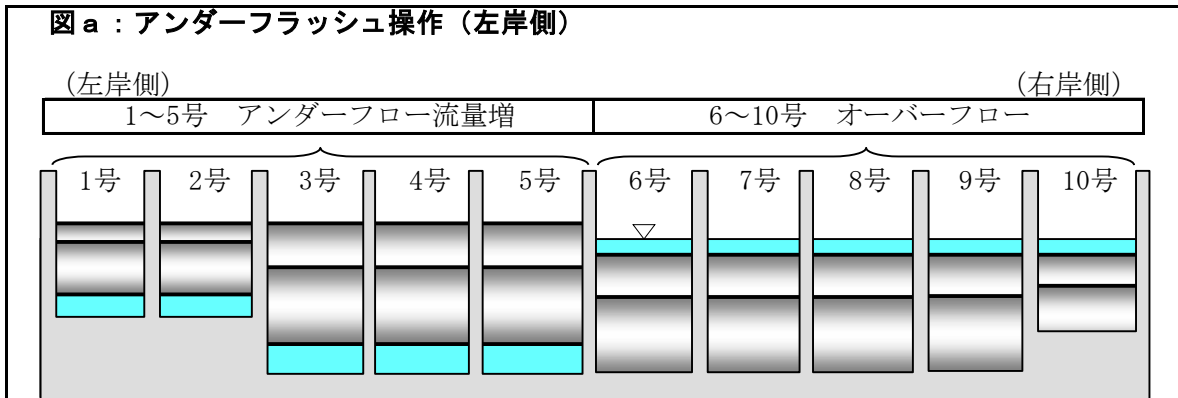 図a：アンダーフラッシュ操作（左岸側）
（左岸側） （右岸側）
1～5号　アンダーフロー流量増 6～10号　オーバーフロー
1号 2号 3号 4号 5号 6号 7号 8号 9号 10号